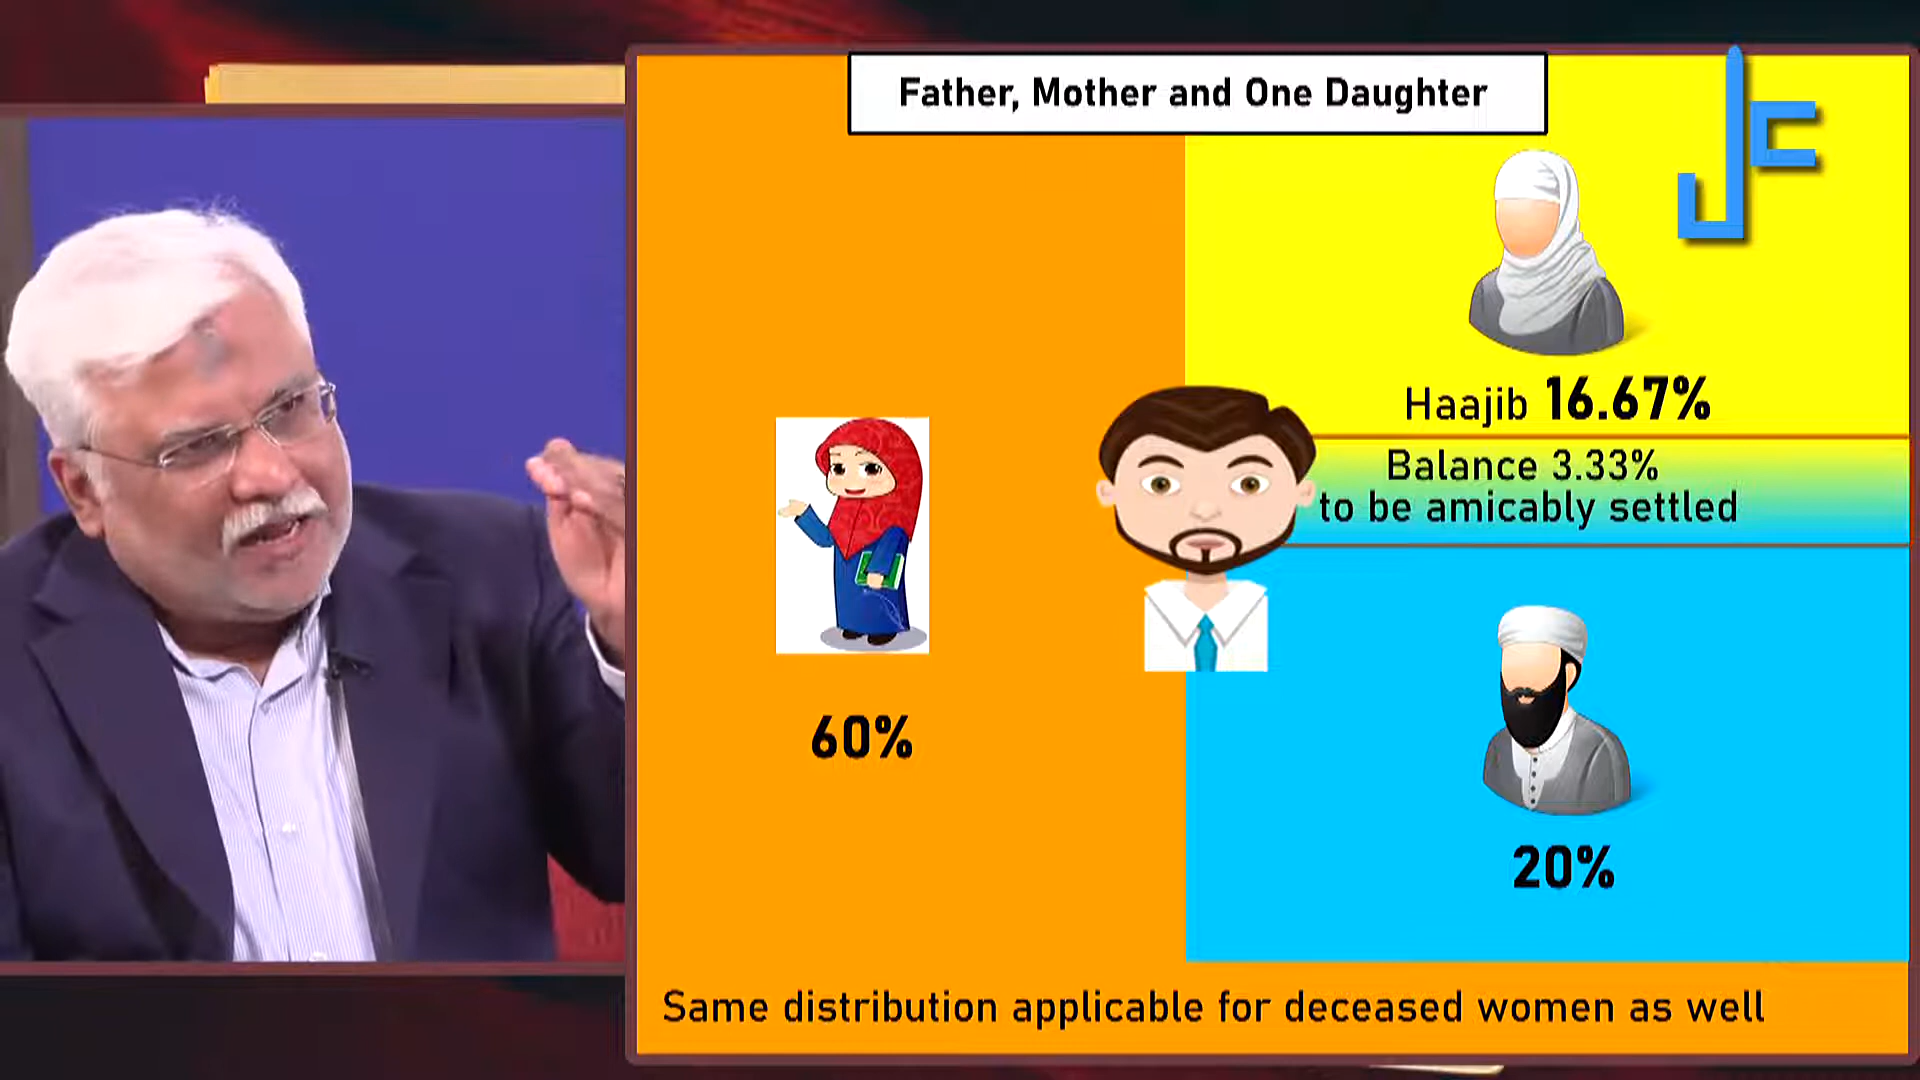 Father, Mother and One Daughter
JC
Haajib 16.67%
Balance 3.33%
to be amicably settled
60%
20%
Same distribution applicable for deceased women as well